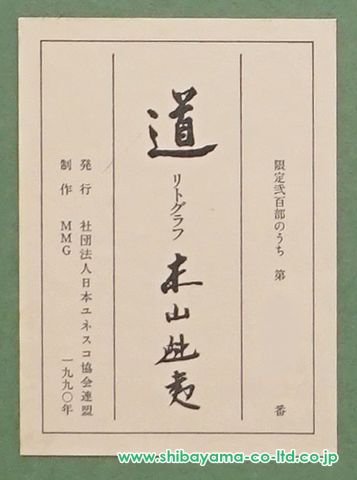 限定弐百部のうち 第 番
道
リトグラフ 東山魁夷
発行 社団法人日本ユネスコ協会連盟
制作 MMG 一九九〇年
www.shibayama-co-ltd.co.jp